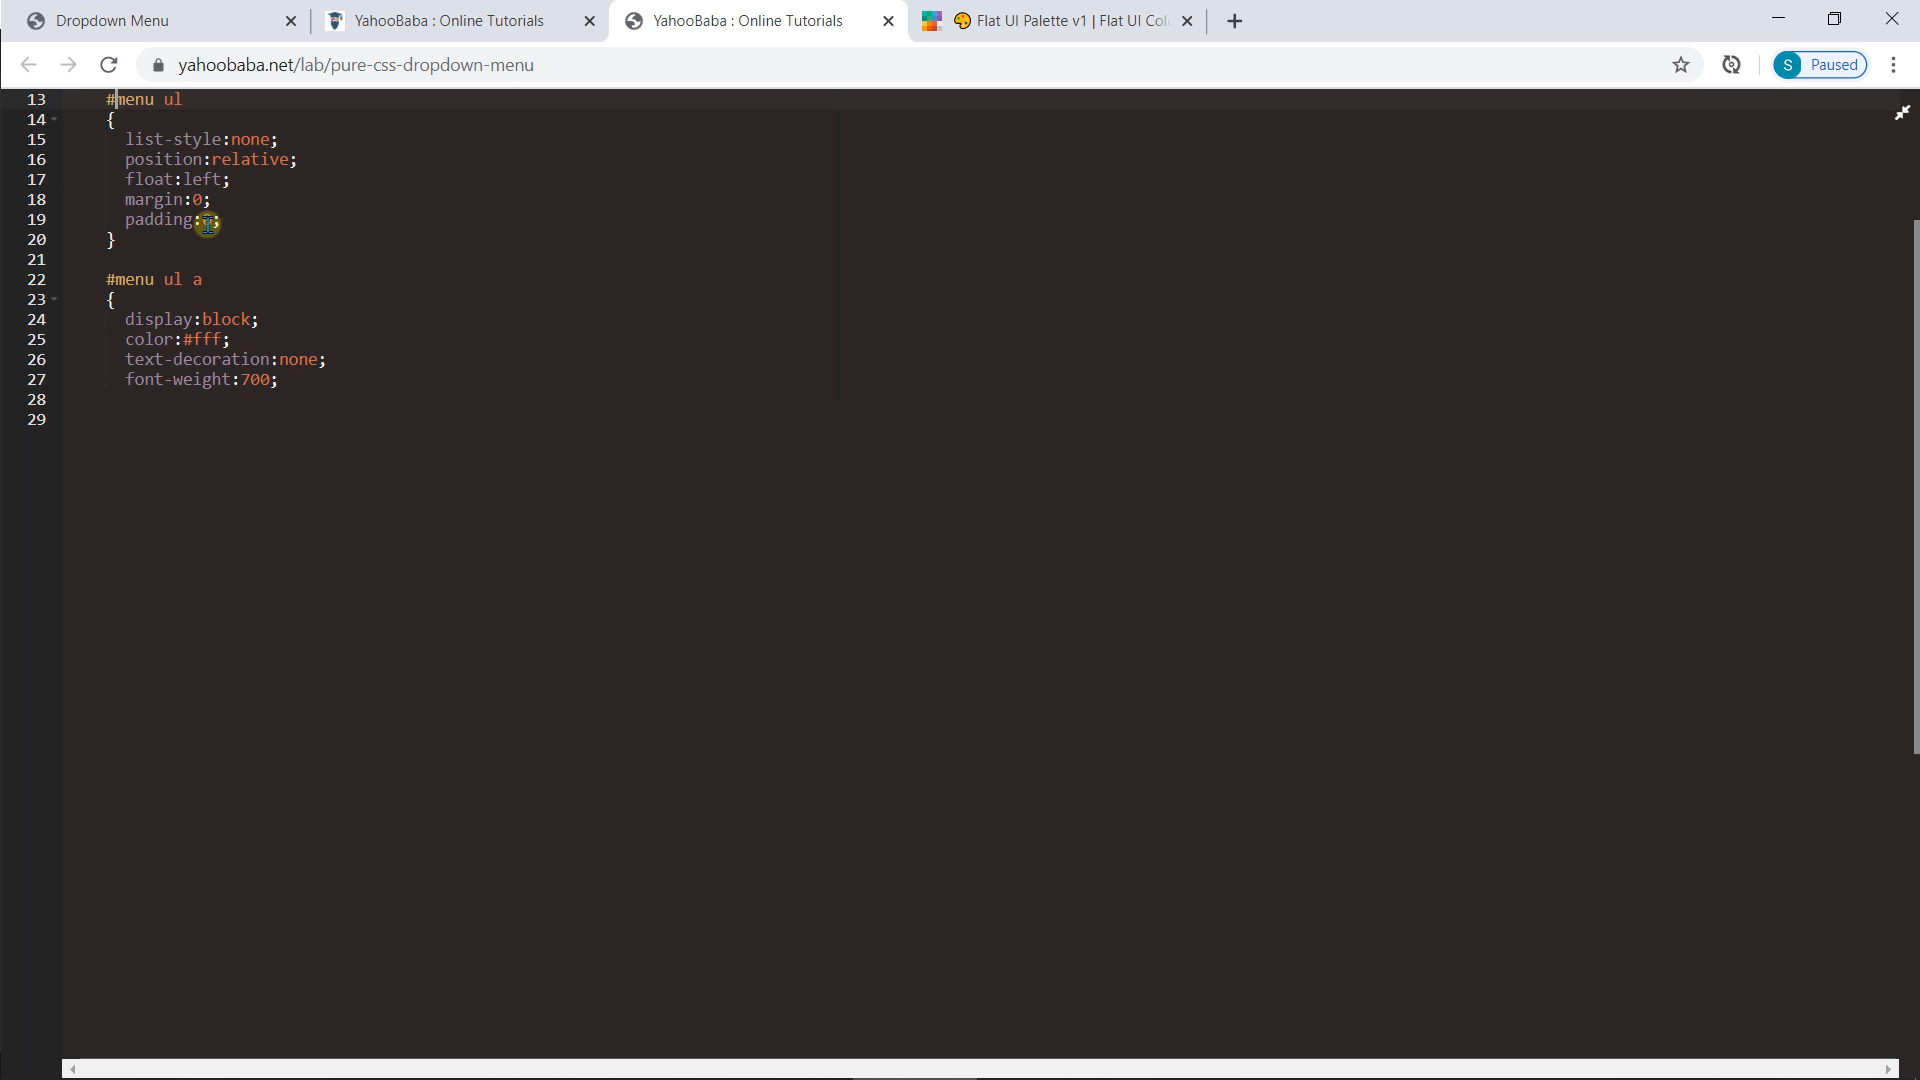 Dropdown Menu
YahooBaba : Online Tutorials
YahooBaba : Online Tutorials
Flat UI Palette v1 | Flat UI Col
yahoobaba.net/lab/pure-css-dropdown-menu
S Paused
13 #menu ul
14 {
15 list-style:none;
16 position:relative;
17 float:left;
18 margin:0;
19 padding: ;
20 }
21
22 #menu ul a
23 {
24 display:block;
25 color:#fff;
26 text-decoration:none;
27 font-weight:700;
28
29